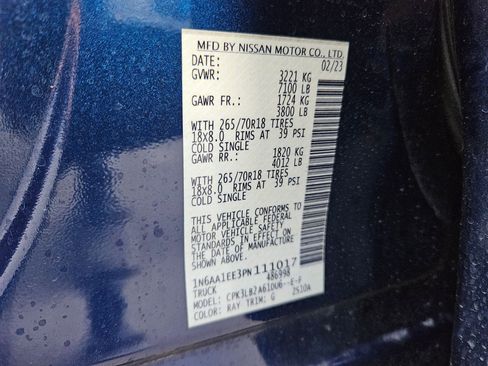 MFD BY NISSAN MOTOR CO., LTD.
DATE: 02/23
GVWR: 3221 KG
7100 LB
GAWR FR.: 1724 KG
3800 LB
WITH 265/70R18 TIRES
18x8.0 RIMS AT 39 PSI
COLD SINGLE
GAWR RR.: 1820 KG
4012 LB
WITH 265/70R18 TIRES
18x8.0 RIMS AT 39 PSI
COLD SINGLE
THIS VEHICLE CONFORMS TO
ALL APPLICABLE FEDERAL
MOTOR VEHICLE SAFETY
STANDARDS IN EFFECT ON
THE DATE OF MANUFACTURE
SHOWN ABOVE.
1N6AA1EE3PN111017
TRUCK 486998
MODEL: CPK3LBZA61OU6--E-F
COLOR: RAY TRIM: G 2S10A